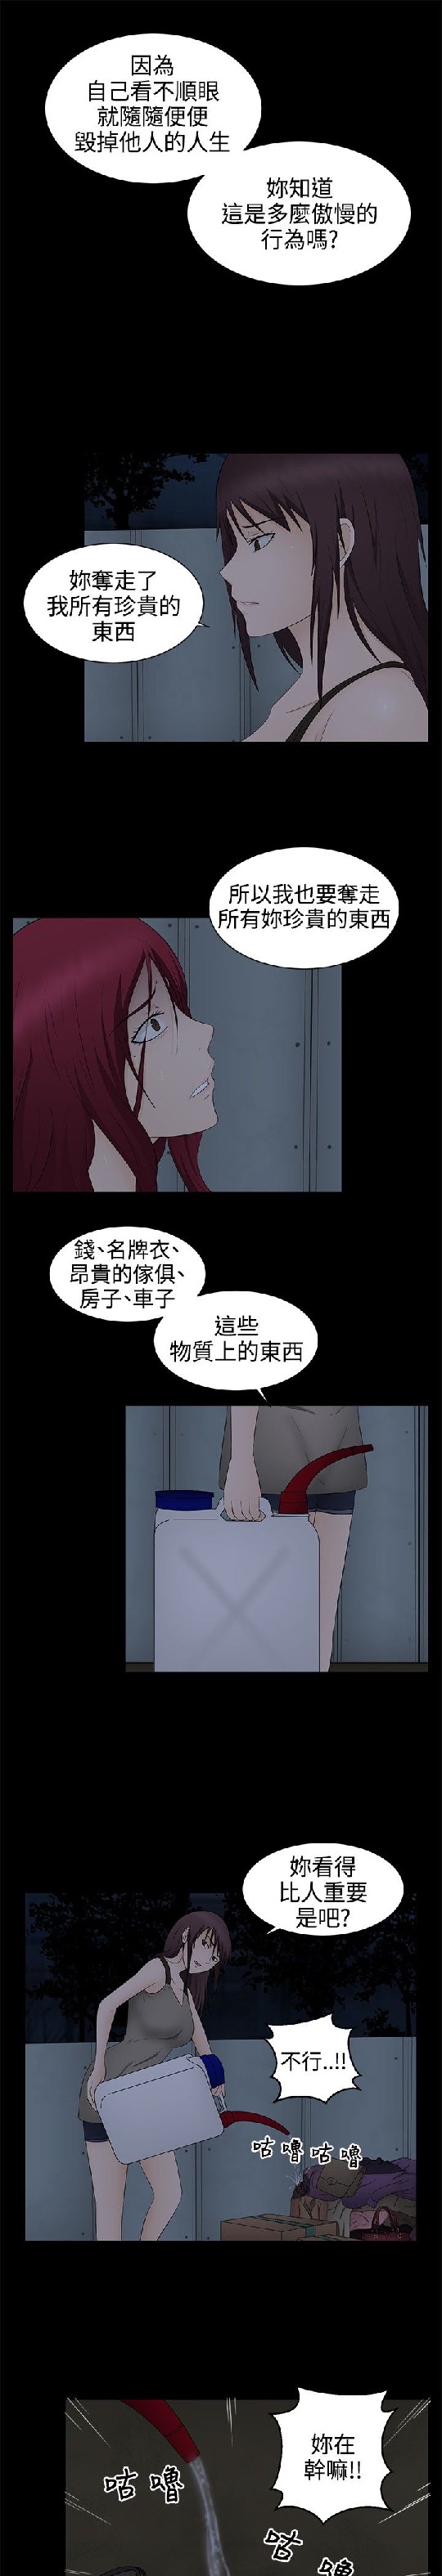 因為
自己看不順眼
就隨隨便便
毀掉他人的人生
妳知道
這是多麼傲慢的
行為嗎?
妳奪走了
我所有珍貴的
東西
所以我也要奪走
所有妳珍貴的東西
錢、名牌衣、
昂貴的傢俱、
房子、車子
這些
物質上的東西
妳看得
比人重要
是吧?
不行..!!
咕嚕咕嚕
妳在
幹嘛!!
咕嚕
咕嚕